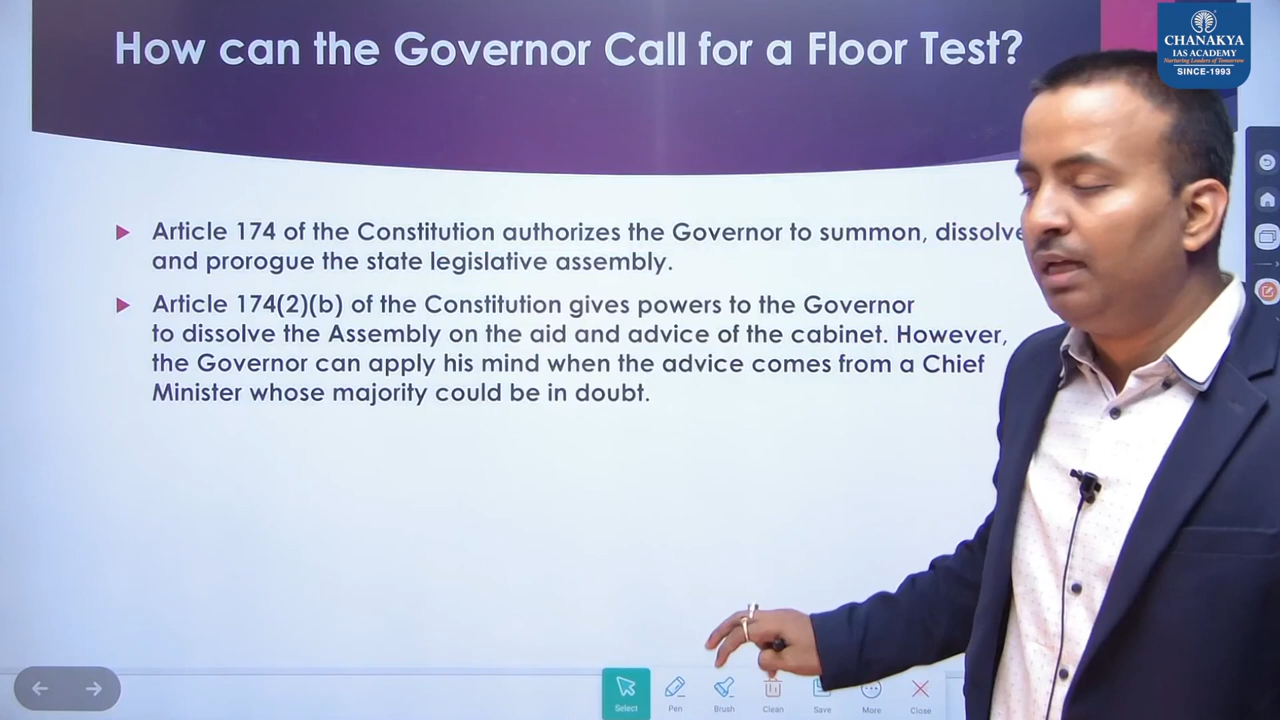 How can the Governor Call for a Floor Test?
CHANAKYA
IAS ACADEMY
Nurturing Leaders of Tomorrow
SINCE-1993
Article 174 of the Constitution authorizes the Governor to summon, dissolve
and prorogue the state legislative assembly.
Article 174(2)(b) of the Constitution gives powers to the Governor
to dissolve the Assembly on the aid and advice of the cabinet. However,
the Governor can apply his mind when the advice comes from a Chief
Minister whose majority could be in doubt.
Select Pen Brush Clean Save More Close